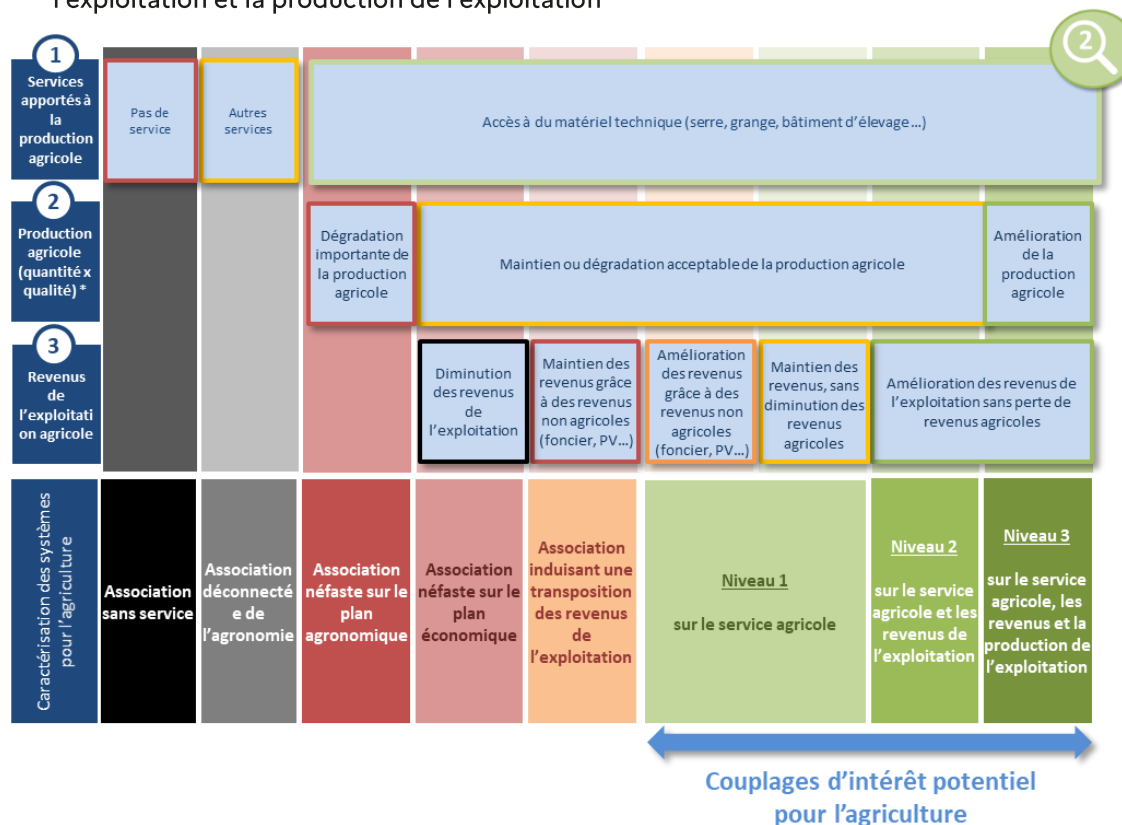 l'exploitation et la production de l'exploitation
2
1
Services
apportés à
la
production
agricole
Pas de
service
Autres
services
Accès à du matériel technique (serre, grange, bâtiment d'élevage ...)
2
Production
agricole
(quantité x
qualité) *
Dégradation
importante de
la production
agricole
Maintien ou dégradation acceptable de la production agricole
Amélioration
de la
production
agricole
3
Revenus
de
l'exploitati
on agricole
Diminution
des revenus
de
l'exploitation
Maintien des
revenus grâce
à des revenus
non agricoles
(foncier, PV...)
Amélioration
des revenus
grâce à des
revenus non
agricoles
(foncier, PV...)
Maintien des
revenus, sans
diminution des
revenus
agricoles
Amélioration des revenus de
l'exploitation sans perte de
revenus agricoles
Caractérisation des systèmes
pour l'agriculture
Association
sans service
Association
déconnecté
e de
l'agronomie
Association
néfaste sur le
plan
agronomique
Association
néfaste sur le
plan
économique
Association
induisant une
transposition
des revenus
de
l'exploitation
Niveau 1
sur le service agricole
Niveau 2
sur le service
agricole et les
revenus de
l'exploitation
Niveau 3
sur le service
agricole, les
revenus et la
production de
l'exploitation
Couplages d'intérêt potentiel
pour l'agriculture